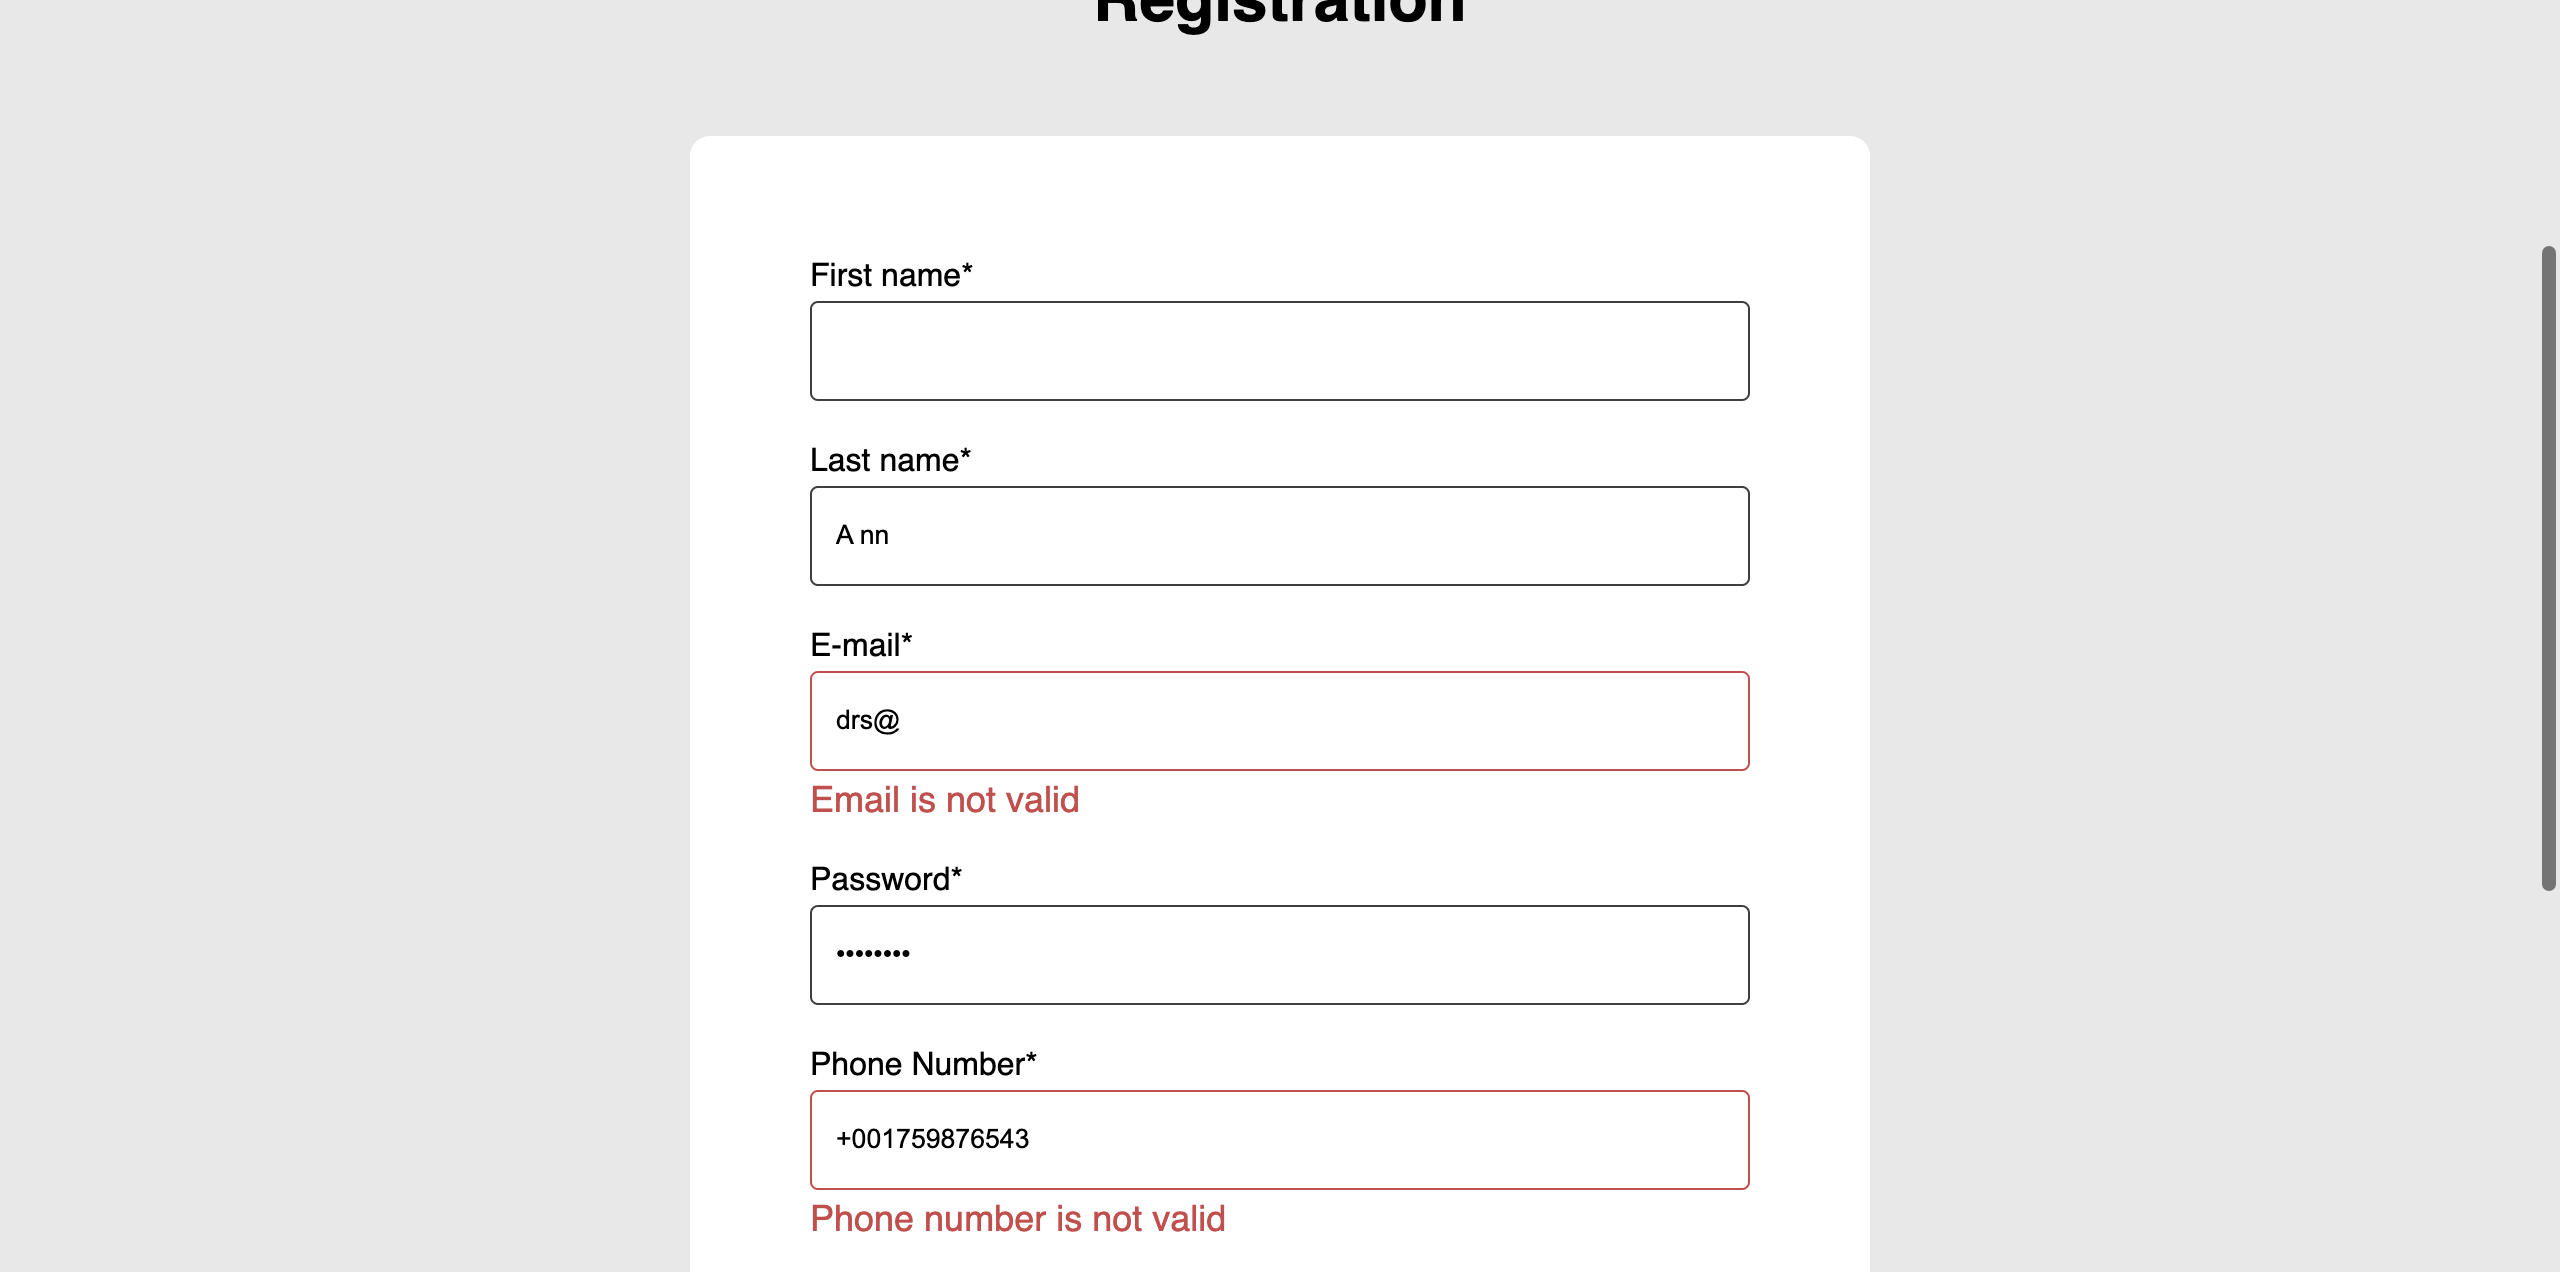 Registration
First name*
Last name*
A nn
E-mail*
drs@
Email is not valid
Password*
••••••••
Phone Number*
+001759876543
Phone number is not valid